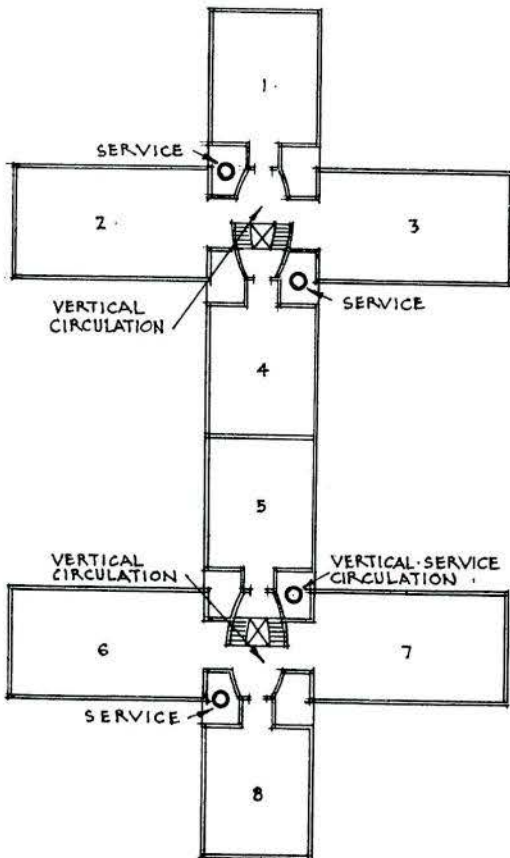 1.
SERVICE
2.
3
VERTICAL
CIRCULATION
SERVICE
4
5
VERTICAL
CIRCULATION
VERTICAL·SERVICE
CIRCULATION.
6
7
SERVICE
8